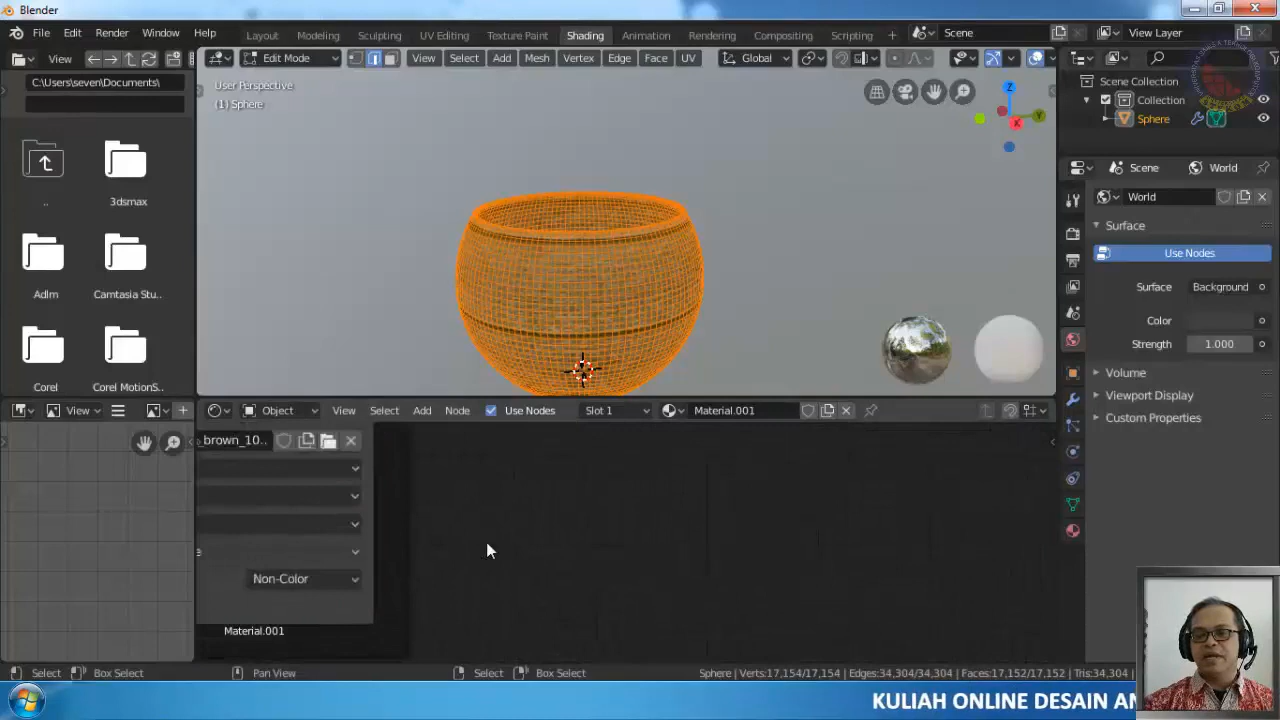 Blender
File Edit Render Window Help
Layout Modeling Sculpting UV Editing Texture Paint Shading Animation Rendering Compositing Scripting
Scene
View Layer
View
Edit Mode
View Select Add Mesh Vertex Edge Face UV
Global
C:\Users\seven\Documents\
..
3dsmax
Adlm
Camtasia Stu..
Corel
Corel MotionS..
User Perspective
(1) Sphere
Z
Y
X
Scene Collection
Collection
Sphere
Scene
World
World
Surface
Use Nodes
Surface
Background
Color
Strength
1.000
Volume
Viewport Display
Custom Properties
View
Object
View Select Add Node
Use Nodes
Slot 1
Material.001
_brown_10..
Non-Color
Material.001
Select
Box Select
Pan View
Select
Box Select
Sphere | Verts:17,154/17,154 | Edges:34,304/34,304 | Faces:17,152/17,152 | Tris:34,304 |
KULIAH ONLINE DESAIN AN